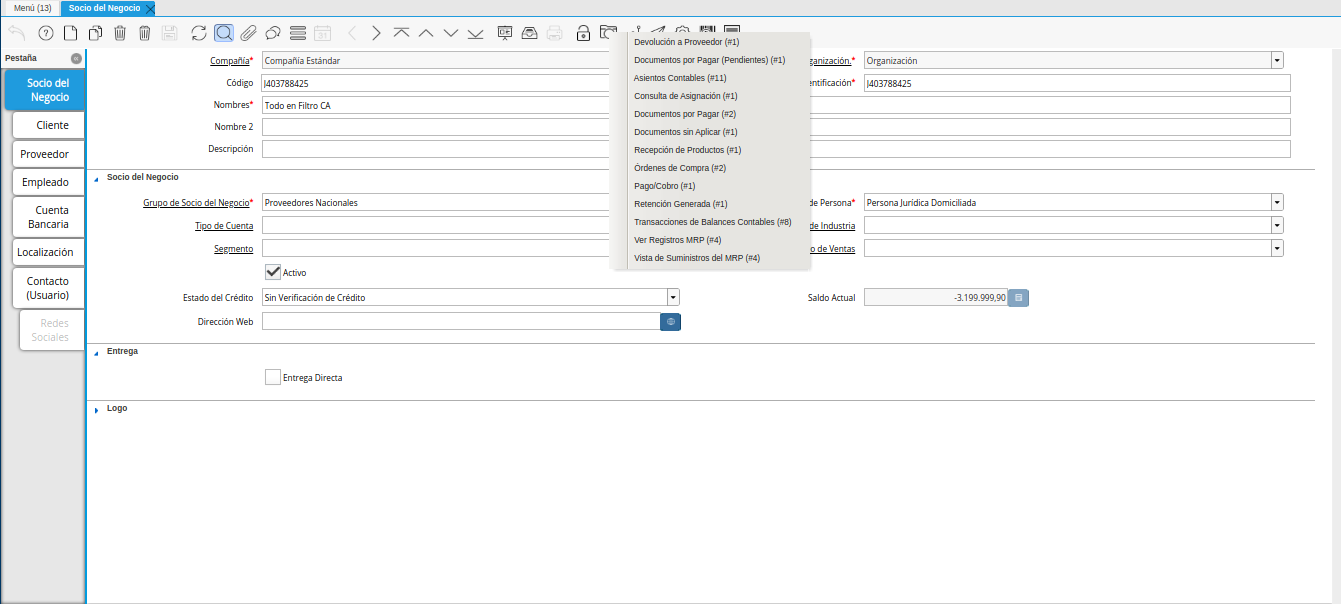 Menú (13)
Socio del Negocio
Pestaña
Socio del
Negocio
Cliente
Proveedor
Empleado
Cuenta
Bancaria
Localización
Contacto
(Usuario)
Redes
Sociales
Compañía* Compañía Estándar
ganización.* Organización
Código J403788425
entificación* J403788425
Nombres* Todo en Filtro CA
Nombre 2
Descripción
Devolución a Proveedor (#1)
Documentos por Pagar (Pendientes) (#1)
Asientos Contables (#11)
Consulta de Asignación (#1)
Documentos por Pagar (#2)
Documentos sin Aplicar (#1)
Recepción de Productos (#1)
Órdenes de Compra (#2)
Pago/Cobro (#1)
Retención Generada (#1)
Transacciones de Balances Contables (#8)
Ver Registros MRP (#4)
Vista de Suministros del MRP (#4)
Socio del Negocio
Grupo de Socio del Negocio* Proveedores Nacionales
de Persona* Persona Jurídica Domiciliada
Tipo de Cuenta
de Industria
Segmento
o de Ventas
Activo
Estado del Crédito Sin Verificación de Crédito
Saldo Actual -3.199.999,90
Dirección Web
Entrega
Entrega Directa
Logo